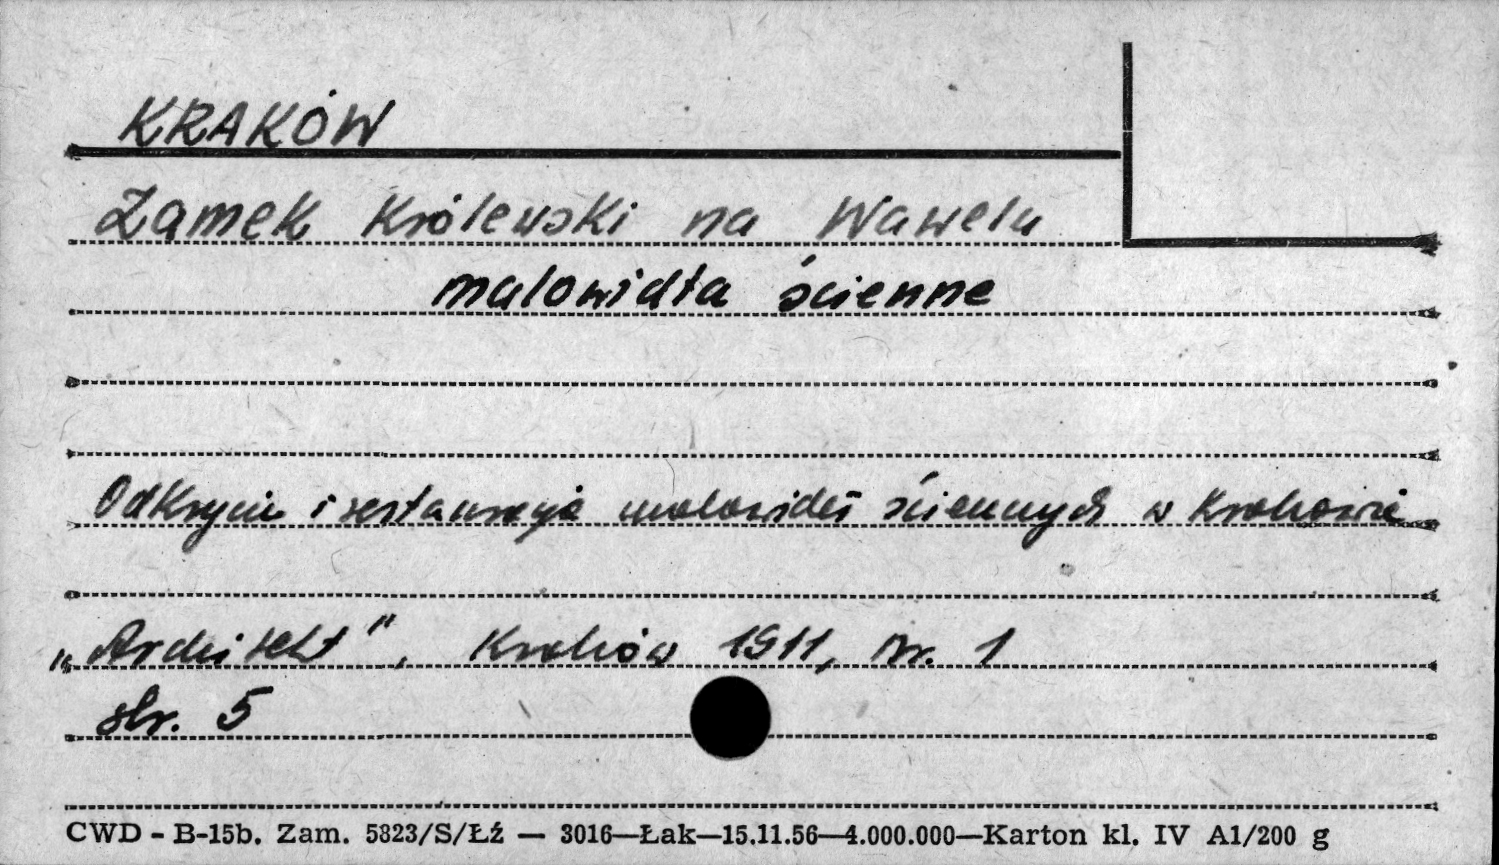 KRAKÓW
Zamek Królewski na Wawelu
malowidła ścienne
Odkrycie i restauracja malowideł ściennych w Krakowie
„Architekt", Kraków 1911, nr. 1
str. 5
CWD - B-15b. Zam. 5823/S/Łź — 3016—Łak—15.11.56—4.000.000—Karton kl. IV A1/200 g